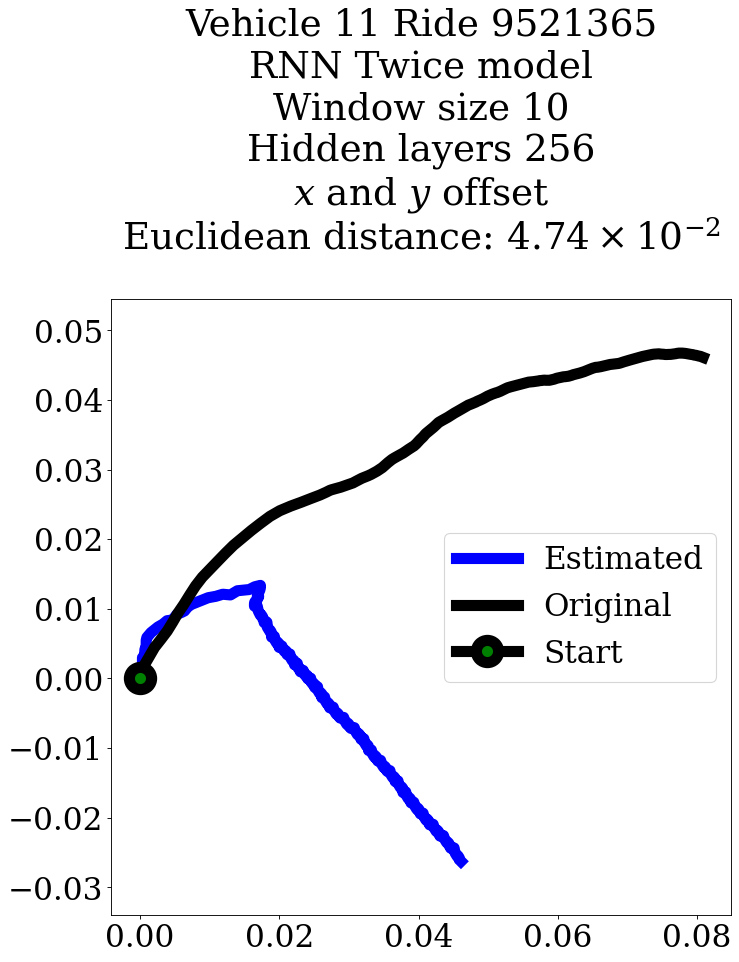 Vehicle 11 Ride 9521365
RNN Twice model
Window size 10
Hidden layers 256
x and y offset
Euclidean distance: 4.74 × 10⁻²
0.05
0.04
0.03
0.02
0.01
0.00
−0.01
−0.02
−0.03
Estimated
Original
Start
0.00 0.02 0.04 0.06 0.08